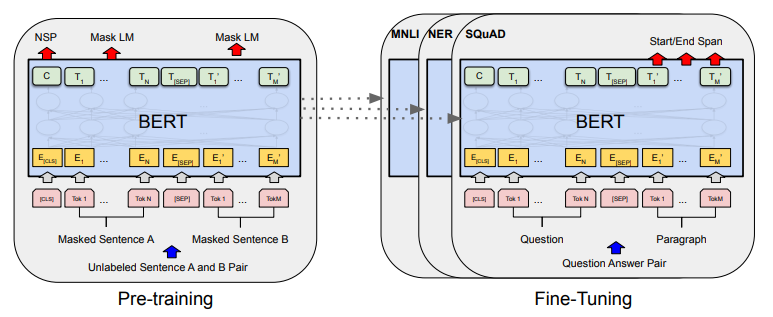 NSP Mask LM Mask LM
C T1 ... TN T[SEP] T1' ... TM'
BERT
E[CLS] E1 ... EN E[SEP] E1' ... EM'
[CLS] Tok 1 ... Tok N [SEP] Tok 1 ... TokM
Masked Sentence A Masked Sentence B
Unlabeled Sentence A and B Pair
Pre-training
MNLI NER SQuAD
Start/End Span
C T1 ... TN T[SEP] T1' ... TM'
BERT
E[CLS] E1 ... EN E[SEP] E1' ... EM'
[CLS] Tok 1 ... Tok N [SEP] Tok 1 ... TokM
Question Paragraph
Question Answer Pair
Fine-Tuning